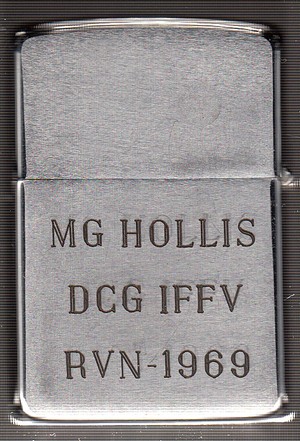 MG HOLLIS
DCG IFFV
RVN-1969